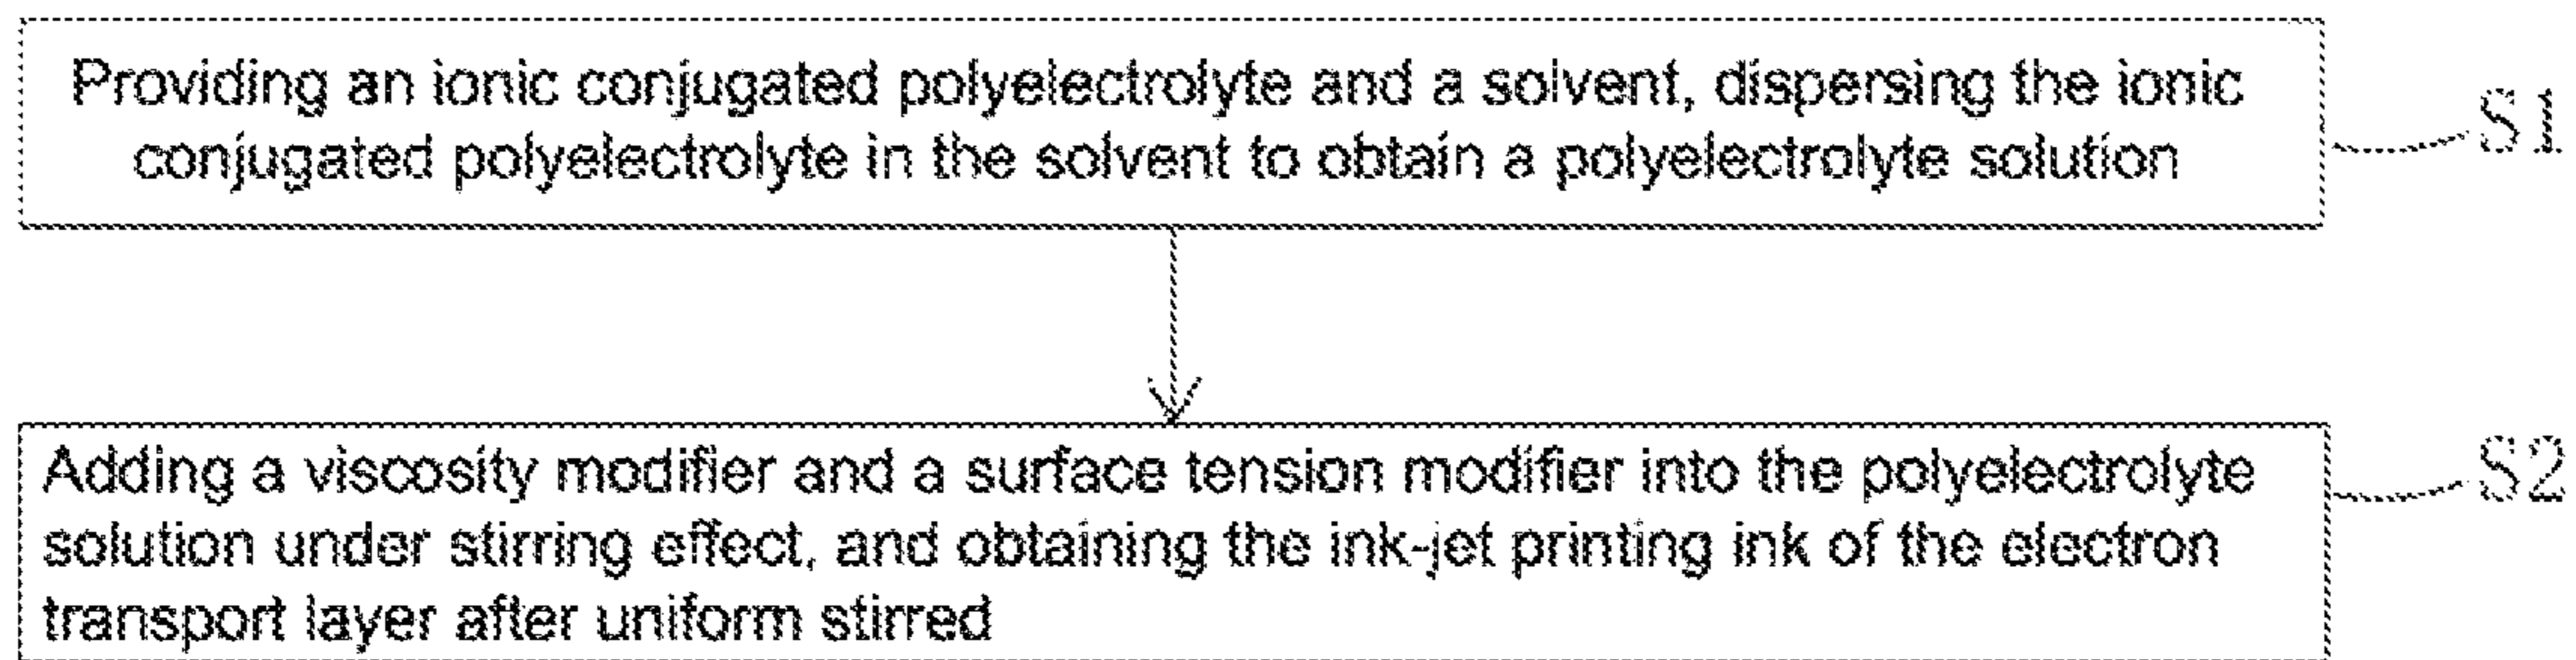 Providing an ionic conjugated polyelectrolyte and a solvent, dispersing the ionic
conjugated polyelectrolyte in the solvent to obtain a polyelectrolyte solution
S1
Adding a viscosity modifier and a surface tension modifier into the polyelectrolyte
solution under stirring effect, and obtaining the ink-jet printing ink of the electron
transport layer after uniform stirred
S2